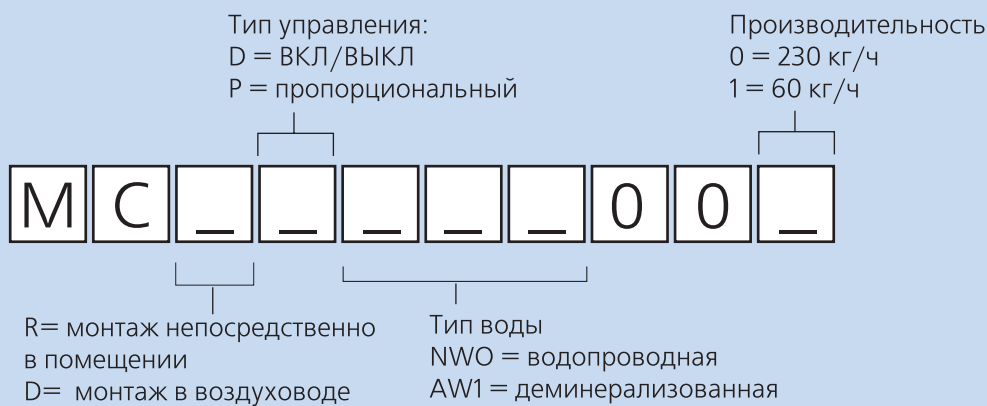 Тип управления:
D = ВКЛ/ВЫКЛ
P = пропорциональный
Производительность
0 = 230 кг/ч
1 = 60 кг/ч
M C _ _ _ _ _ 0 0 _
R= монтаж непосредственно
в помещении
D= монтаж в воздуховоде
Тип воды
NWO = водопроводная
AW1 = деминерализованная